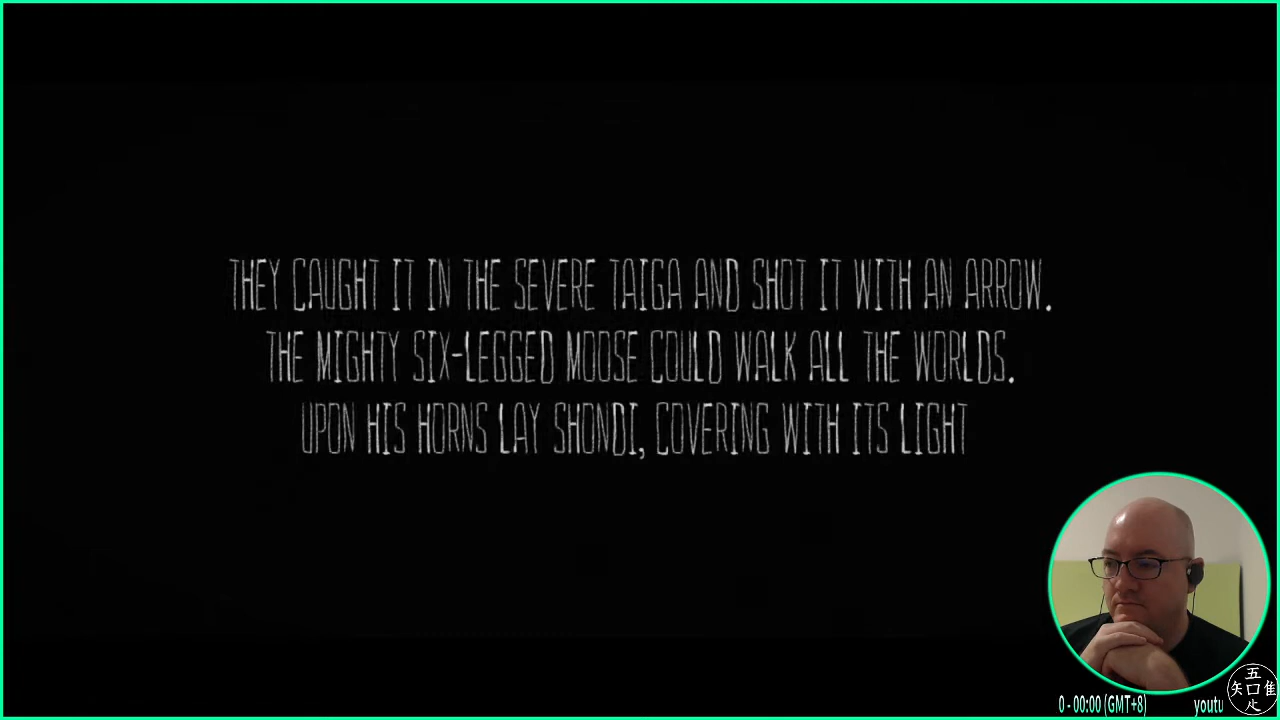 THEY CAUGHT IT IN THE SEVERE TAIGA AND SHOT IT WITH AN ARROW.
THE MIGHTY SIX-LEGGED MOOSE COULD WALK ALL THE WORLDS.
UPON HIS HORNS LAY SHONDI, COVERING WITH ITS LIGHT
0 - 00:00 (GMT+8) youtu
五
矢口隹
止